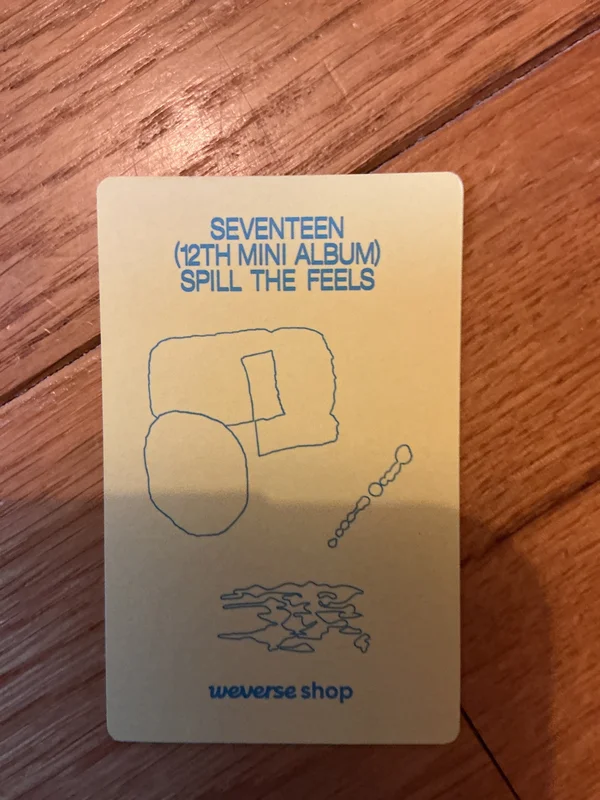 SEVENTEEN
(12TH MINI ALBUM)
SPILL THE FEELS
weverse shop